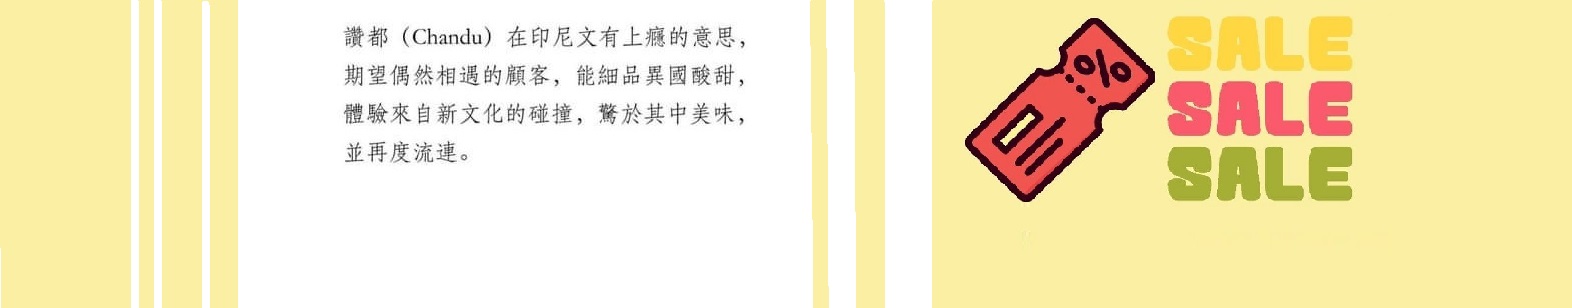 讚都（Chandu）在印尼文有上癮的意思，
期望偶然相遇的顧客，能細品異國酸甜，
體驗來自新文化的碰撞，驚於其中美味，
並再度流連。
%
SALE
SALE
SALE